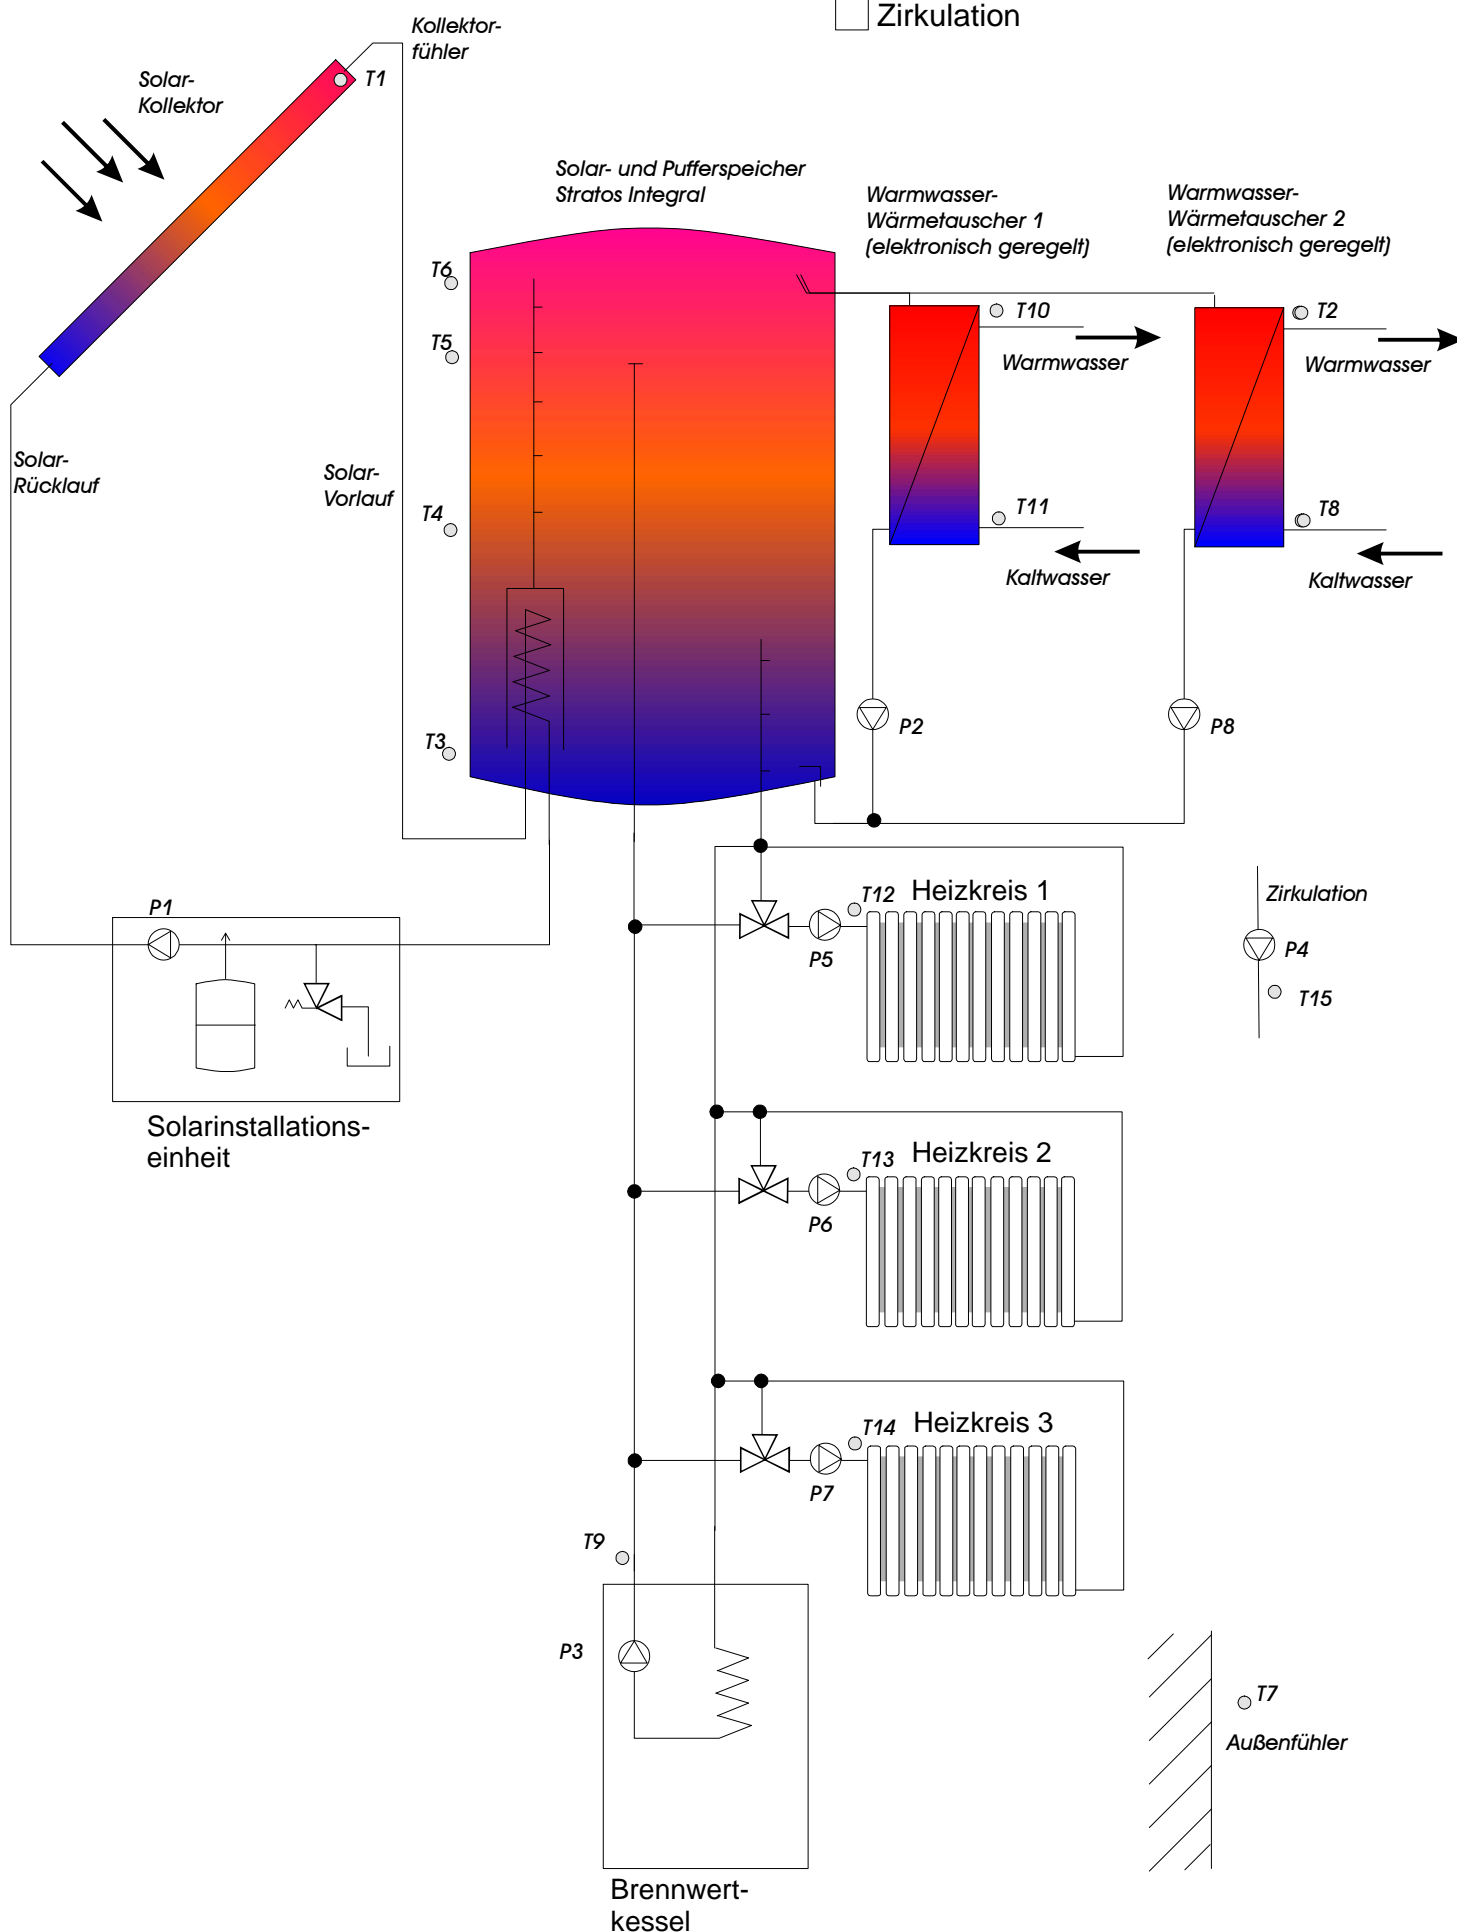 Zirkulation
Kollektor-
fühler
T1
Solar-
Kollektor
Solar- und Pufferspeicher
Stratos Integral
Warmwasser-
Wärmetauscher 1
(elektronisch geregelt)
Warmwasser-
Wärmetauscher 2
(elektronisch geregelt)
T6
T10
T2
T5
Warmwasser
Warmwasser
Solar-
Rücklauf
Solar-
Vorlauf
T4
T11
T8
Kaltwasser
Kaltwasser
T3
P2
P8
P1
T12
Heizkreis 1
Zirkulation
P5
P4
T15
Solarinstallations-
einheit
T13
Heizkreis 2
P6
T14
Heizkreis 3
P7
T9
P3
T7
Außenfühler
Brennwert-
kessel